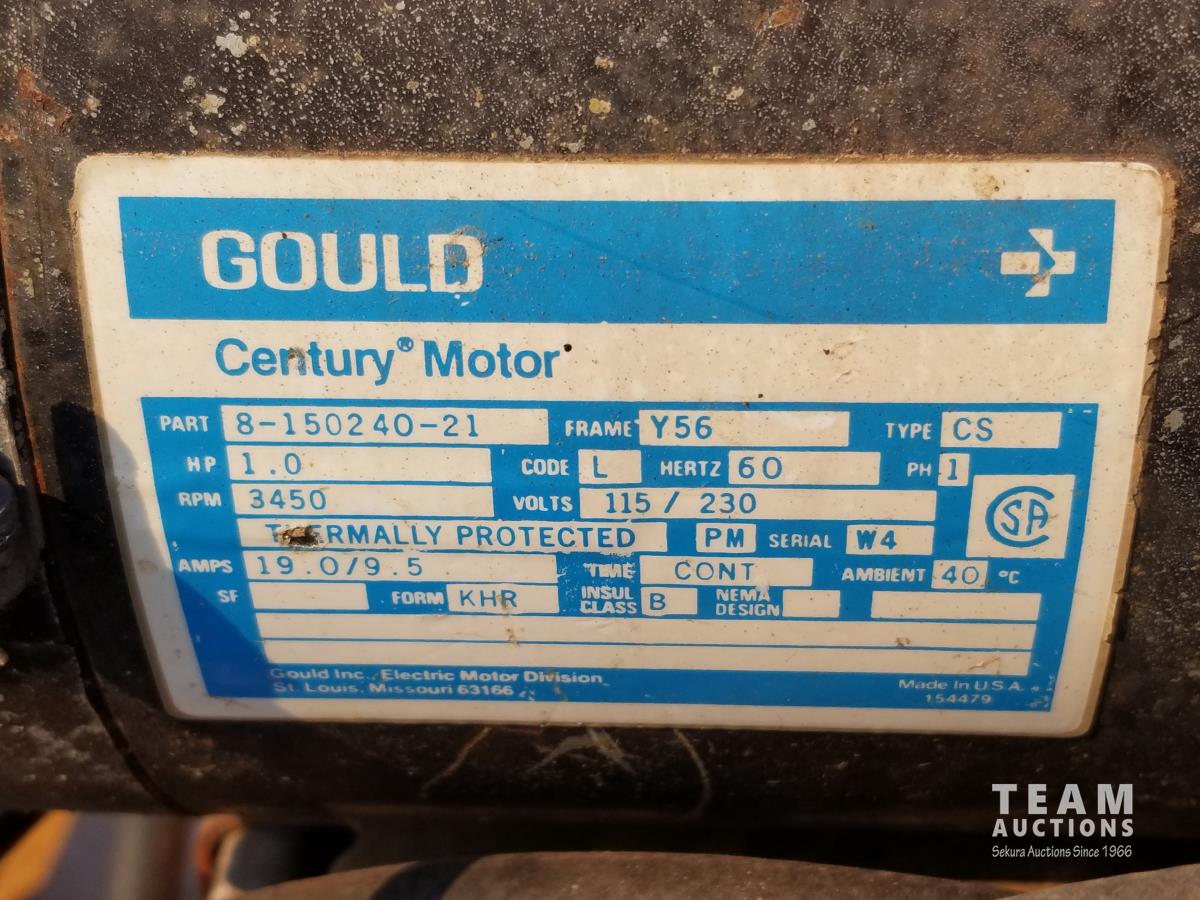 GOULD
Century® Motor
PART 8-150240-21 FRAME Y56 TYPE CS
HP 1.0 CODE L HERTZ 60 PH 1
RPM 3450 VOLTS 115 / 230
THERMALLY PROTECTED PM SERIAL W4 CSA
AMPS 19.0/9.5 TIME CONT AMBIENT 40 °C
SF FORM KHR INSUL CLASS B NEMA DESIGN
Gould Inc., Electric Motor Division
St. Louis, Missouri 63166
Made In U.S.A.
154479
TEAM
AUCTIONS
Sekura Auctions Since 1966